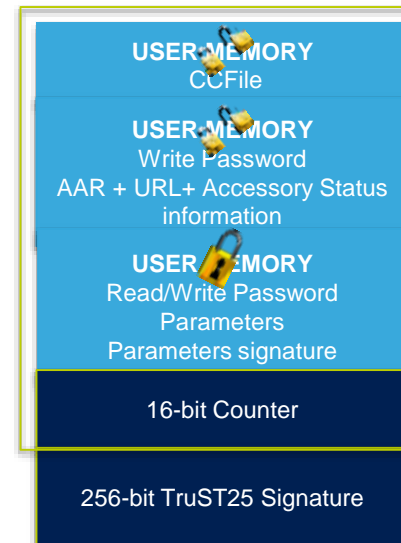 USER MEMORY
CCFile
USER MEMORY
Write Password
AAR + URL+ Accessory Status
information
USER MEMORY
Read/Write Password
Parameters
Parameters signature
16-bit Counter
256-bit TruST25 Signature